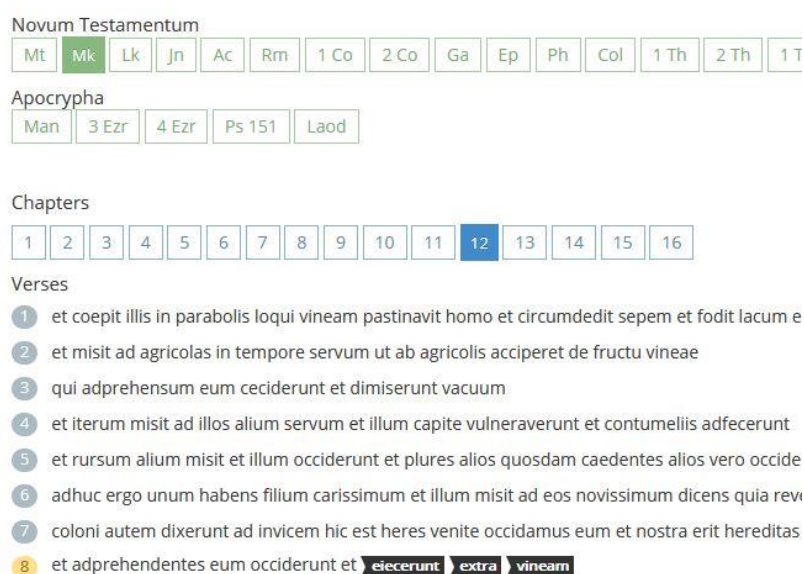 Novum Testamentum
Mt Mk Lk Jn Ac Rm 1 Co 2 Co Ga Ep Ph Col 1 Th 2 Th 1 T
Apocrypha
Man 3 Ezr 4 Ezr Ps 151 Laod
Chapters
1 2 3 4 5 6 7 8 9 10 11 12 13 14 15 16
Verses
1 et coepit illis in parabolis loqui vineam pastinavit homo et circumdedit sepem et fodit lacum e
2 et misit ad agricolas in tempore servum ut ab agricolis acciperet de fructu vineae
3 qui adprehensum eum ceciderunt et dimiserunt vacuum
4 et iterum misit ad illos alium servum et illum capite vulneraverunt et contumeliis adfecerunt
5 et rursum alium misit et illum occiderunt et plures alios quosdam caedentes alios vero occide
6 adhuc ergo unum habens filium carissimum et illum misit ad eos novissimum dicens quia reve
7 coloni autem dixerunt ad invicem hic est heres venite occidamus eum et nostra erit hereditas
8 et adprehendentes eum occiderunt et eiecerunt extra vineam